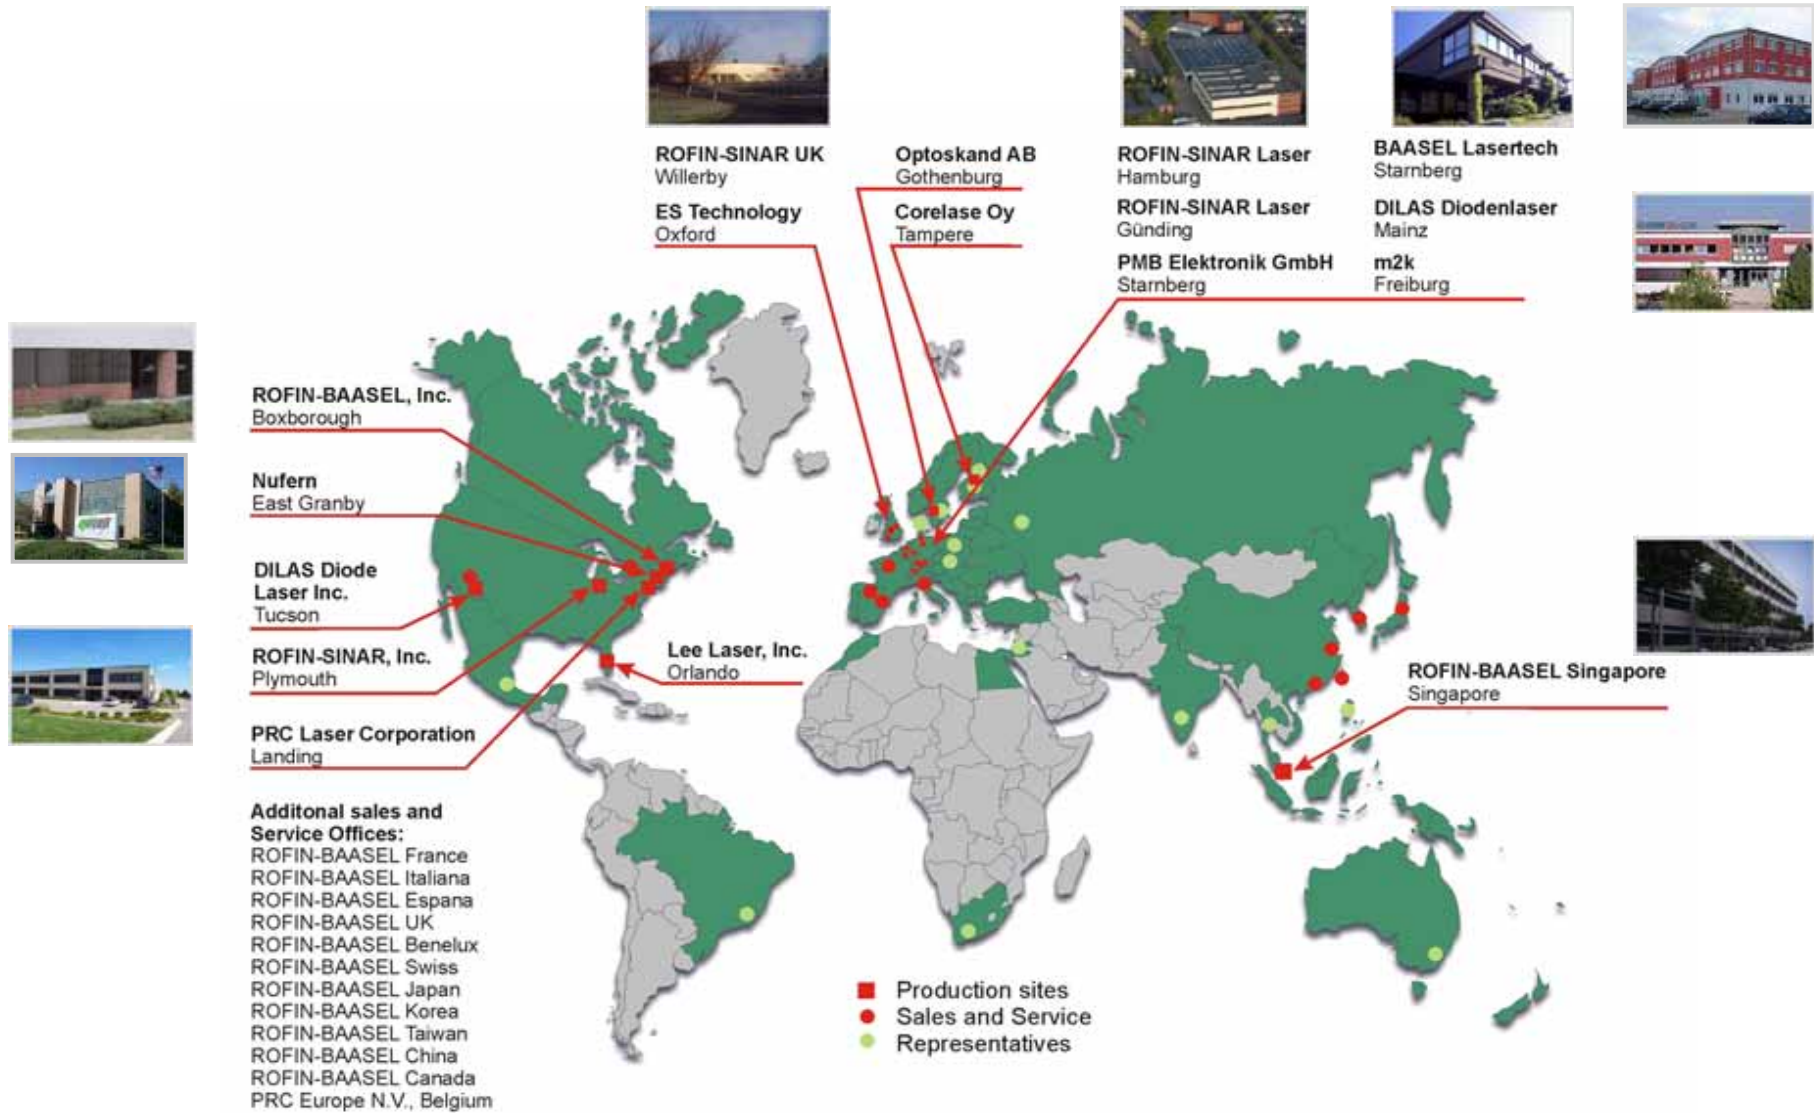 ROFIN-SINAR UK
Willerby
ES Technology
Oxford
Optoskand AB
Gothenburg
Corelase Oy
Tampere
ROFIN-SINAR Laser
Hamburg
ROFIN-SINAR Laser
Günding
PMB Elektronik GmbH
Starnberg
BAASEL Lasertech
Starnberg
DILAS Diodenlaser
Mainz
m2k
Freiburg
ROFIN-BAASEL, Inc.
Boxborough
Nufern
East Granby
DILAS Diode
Laser Inc.
Tucson
ROFIN-SINAR, Inc.
Plymouth
PRC Laser Corporation
Landing
Lee Laser, Inc.
Orlando
ROFIN-BAASEL Singapore
Singapore
Additonal sales and
Service Offices:
ROFIN-BAASEL France
ROFIN-BAASEL Italiana
ROFIN-BAASEL Espana
ROFIN-BAASEL UK
ROFIN-BAASEL Benelux
ROFIN-BAASEL Swiss
ROFIN-BAASEL Japan
ROFIN-BAASEL Korea
ROFIN-BAASEL Taiwan
ROFIN-BAASEL China
ROFIN-BAASEL Canada
PRC Europe N.V., Belgium
Production sites
Sales and Service
Representatives